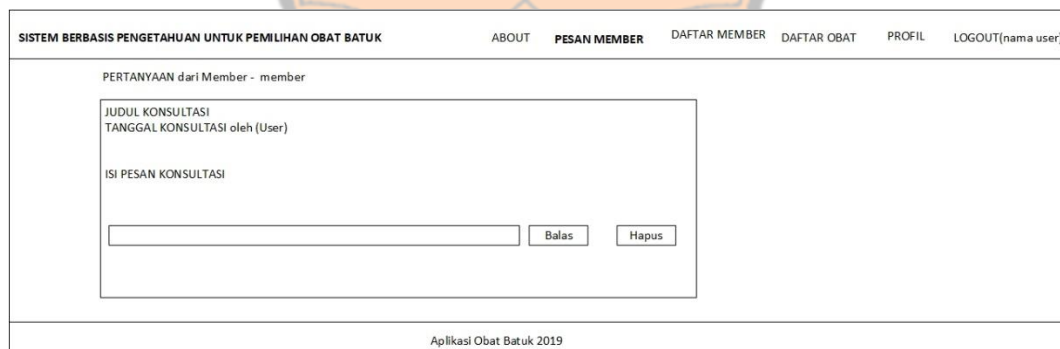 SISTEM BERBASIS PENGETAHUAN UNTUK PEMILIHAN OBAT BATUK ABOUT PESAN MEMBER DAFTAR MEMBER DAFTAR OBAT PROFIL LOGOUT(nama user)
PERTANYAAN dari Member - member
JUDUL KONSULTASI
TANGGAL KONSULTASI oleh (User)
ISI PESAN KONSULTASI
Balas Hapus
Aplikasi Obat Batuk 2019